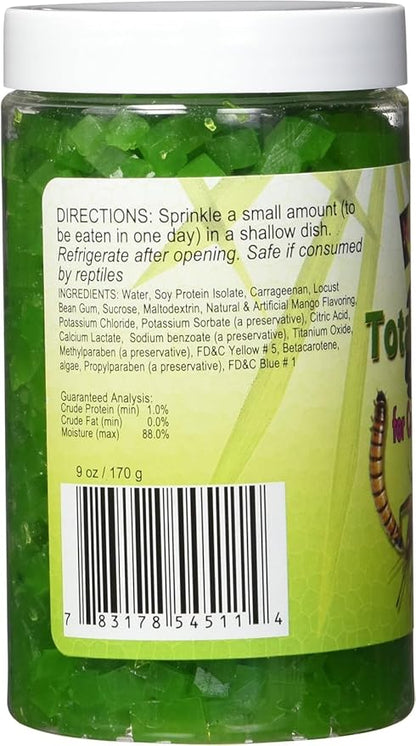 DIRECTIONS: Sprinkle a small amount (to
be eaten in one day) in a shallow dish.
Refrigerate after opening. Safe if consumed
by reptiles
INGREDIENTS: Water, Soy Protein Isolate, Carrageenan, Locust
Bean Gum, Sucrose, Maltodextrin, Natural & Artificial Mango Flavoring,
Potassium Chloride, Potassium Sorbate (a preservative), Citric Acid,
Calcium Lactate, Sodium benzoate (a preservative), Titanium Oxide,
Methylparaben (a preservative), FD&C Yellow # 5, Betacarotene,
algae, Propylparaben (a preservative), FD&C Blue # 1
Guaranteed Analysis:
Crude Protein (min) 1.0%
Crude Fat (min) 0.0%
Moisture (max) 88.0%
9 oz / 170 g
7 83178 54511 4
Tot
for C